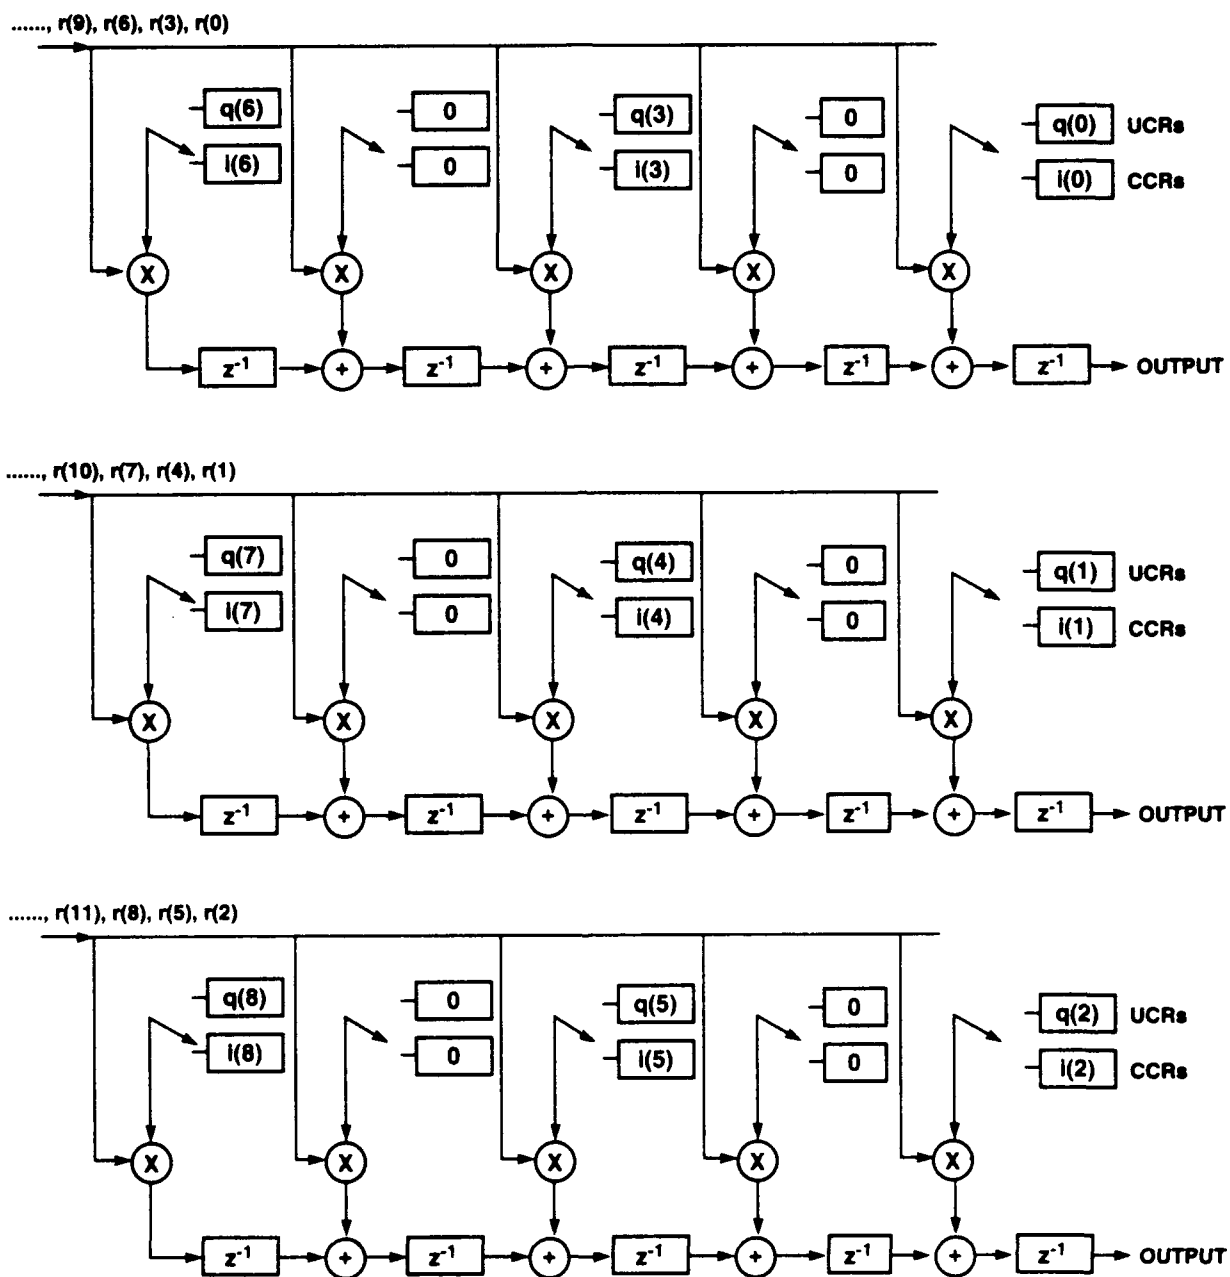 ......, r(9), r(6), r(3), r(0)
q(6) 0 q(3) 0 q(0) UCRs
i(6) 0 i(3) 0 i(0) CCRs
X X X X X
z-1 + z-1 + z-1 + z-1 + z-1 OUTPUT
......, r(10), r(7), r(4), r(1)
q(7) 0 q(4) 0 q(1) UCRs
i(7) 0 i(4) 0 i(1) CCRs
X X X X X
z-1 + z-1 + z-1 + z-1 + z-1 OUTPUT
......, r(11), r(8), r(5), r(2)
q(8) 0 q(5) 0 q(2) UCRs
i(8) 0 i(5) 0 i(2) CCRs
X X X X X
z-1 + z-1 + z-1 + z-1 + z-1 OUTPUT